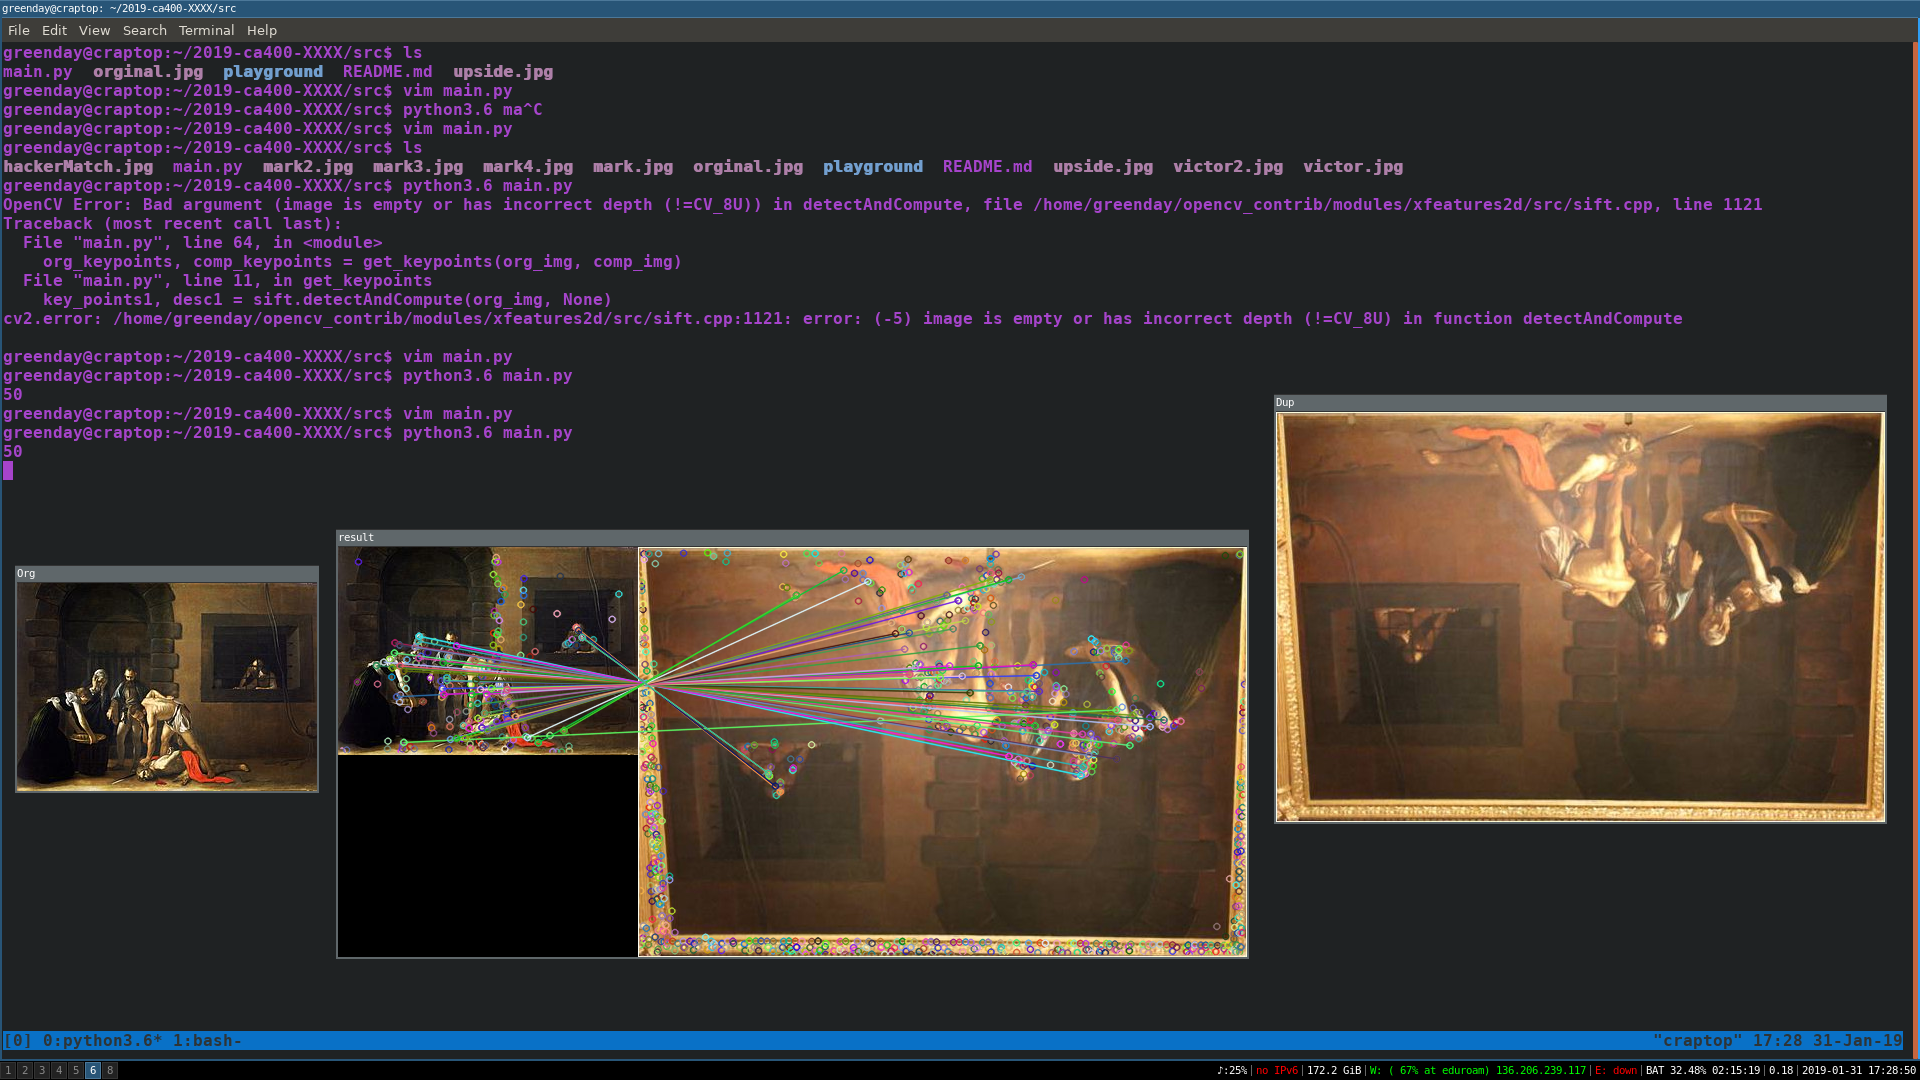 greenday@craptop: ~/2019-ca400-XXXX/src
File Edit View Search Terminal Help
greenday@craptop:~/2019-ca400-XXXX/src$ ls
main.py orginal.jpg playground README.md upside.jpg
greenday@craptop:~/2019-ca400-XXXX/src$ vim main.py
greenday@craptop:~/2019-ca400-XXXX/src$ python3.6 ma^C
greenday@craptop:~/2019-ca400-XXXX/src$ vim main.py
greenday@craptop:~/2019-ca400-XXXX/src$ ls
hackerMatch.jpg main.py mark2.jpg mark3.jpg mark4.jpg mark.jpg orginal.jpg playground README.md upside.jpg victor2.jpg victor.jpg
greenday@craptop:~/2019-ca400-XXXX/src$ python3.6 main.py
OpenCV Error: Bad argument (image is empty or has incorrect depth (!=CV_8U)) in detectAndCompute, file /home/greenday/opencv_contrib/modules/xfeatures2d/src/sift.cpp, line 1121
Traceback (most recent call last):
File "main.py", line 64, in <module>
org_keypoints, comp_keypoints = get_keypoints(org_img, comp_img)
File "main.py", line 11, in get_keypoints
key_points1, desc1 = sift.detectAndCompute(org_img, None)
cv2.error: /home/greenday/opencv_contrib/modules/xfeatures2d/src/sift.cpp:1121: error: (-5) image is empty or has incorrect depth (!=CV_8U) in function detectAndCompute
greenday@craptop:~/2019-ca400-XXXX/src$ vim main.py
greenday@craptop:~/2019-ca400-XXXX/src$ python3.6 main.py
50
greenday@craptop:~/2019-ca400-XXXX/src$ vim main.py
greenday@craptop:~/2019-ca400-XXXX/src$ python3.6 main.py
50
Dup
result
Org
[0] 0:python3.6* 1:bash- "craptop" 17:28 31-Jan-19
1 2 3 4 5 6 8 ♪:25%|no IPv6|172.2 GiB|W: ( 67% at eduroam) 136.206.239.117|E: down|BAT 32.48% 02:15:19|0.18|2019-01-31 17:28:50